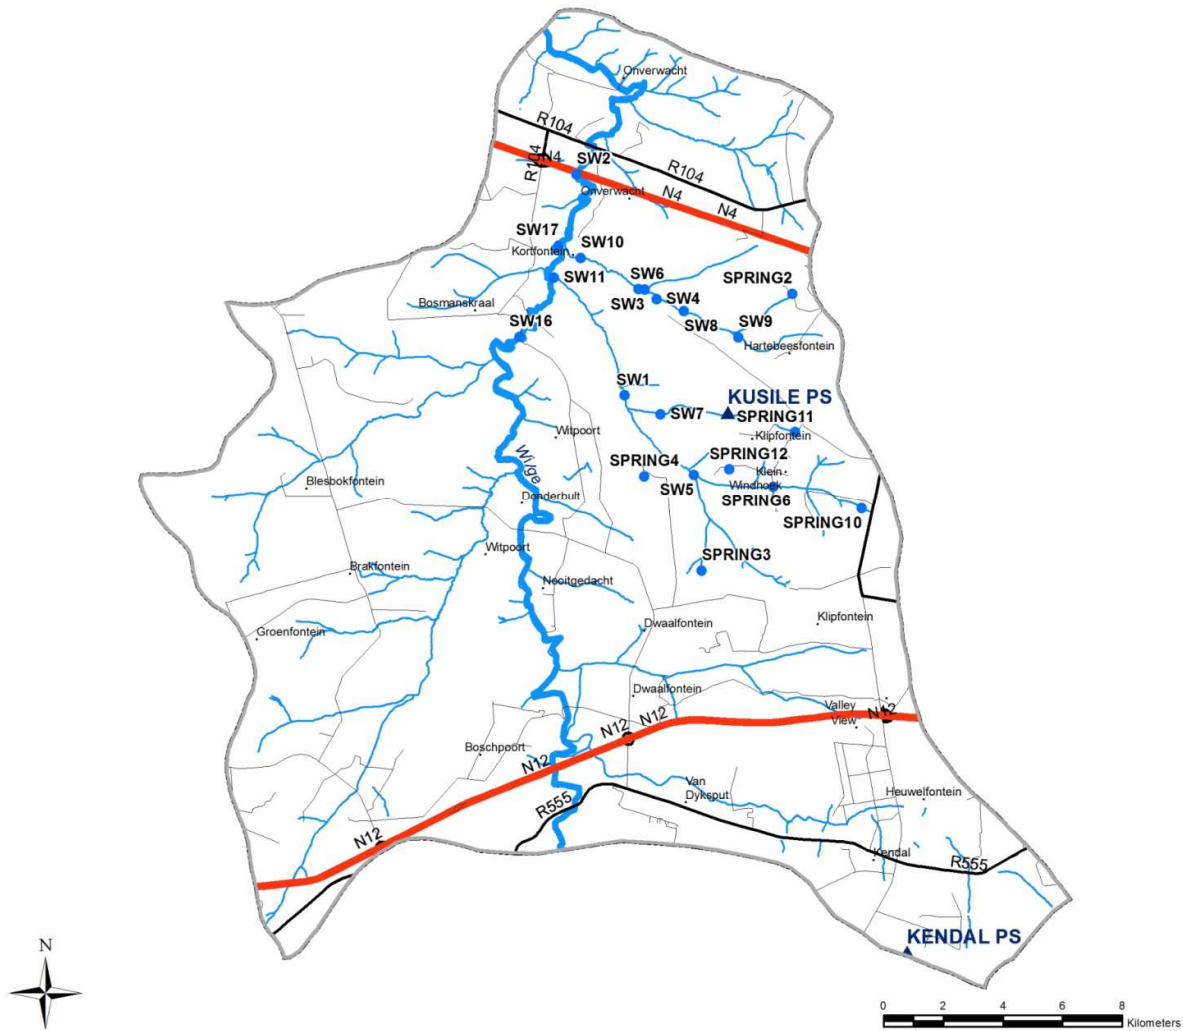 Onverwacht
R104
R104
N4
R104
SW2
N4
Onverwacht
N4
SW17
SW10
Kortfontein
SW11
SW6
SPRING2
SW3
SW4
Bosmanskraal
SW16
SW8
SW9
Hartebeesfontein
SW1
KUSILE PS
SW7
SPRING11
Klipfontein
Witpoort
Wilge
SPRING4
SPRING12
Klein
Windhoek
Blesbokfontein
SW5
SPRING6
Donderbult
SPRING10
Witpoort
SPRING3
Brakfontein
Nooitgedacht
Klipfontein
Groenfontein
Dwaalfontein
Dwaalfontein
Valley
View
N12
N12
N12
Boschpoort
N12
Van
Dyksput
Heuwelfontein
R555
N12
Kendal
R555
KENDAL PS
N
0 2 4 6 8
Kilometers